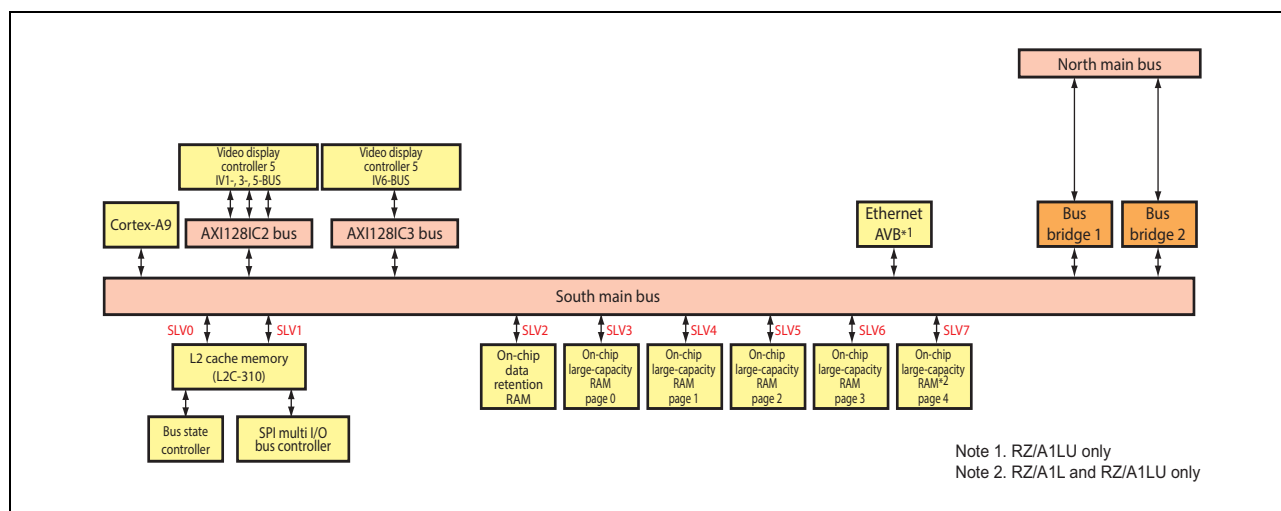 North main bus
Video display
controller 5
IV1-, 3-, 5-BUS
Video display
controller 5
IV6-BUS
Cortex-A9
AXI128IC2 bus
AXI128IC3 bus
Ethernet
AVB*1
Bus
bridge 1
Bus
bridge 2
South main bus
SLV0
SLV1
SLV2
SLV3
SLV4
SLV5
SLV6
SLV7
L2 cache memory
(L2C-310)
On-chip
data
retention
RAM
On-chip
large-capacity
RAM
page 0
On-chip
large-capacity
RAM
page 1
On-chip
large-capacity
RAM
page 2
On-chip
large-capacity
RAM
page 3
On-chip
large-capacity
RAM*2
page 4
Bus state
controller
SPI multi I/O
bus controller
Note 1. RZ/A1LU only
Note 2. RZ/A1L and RZ/A1LU only